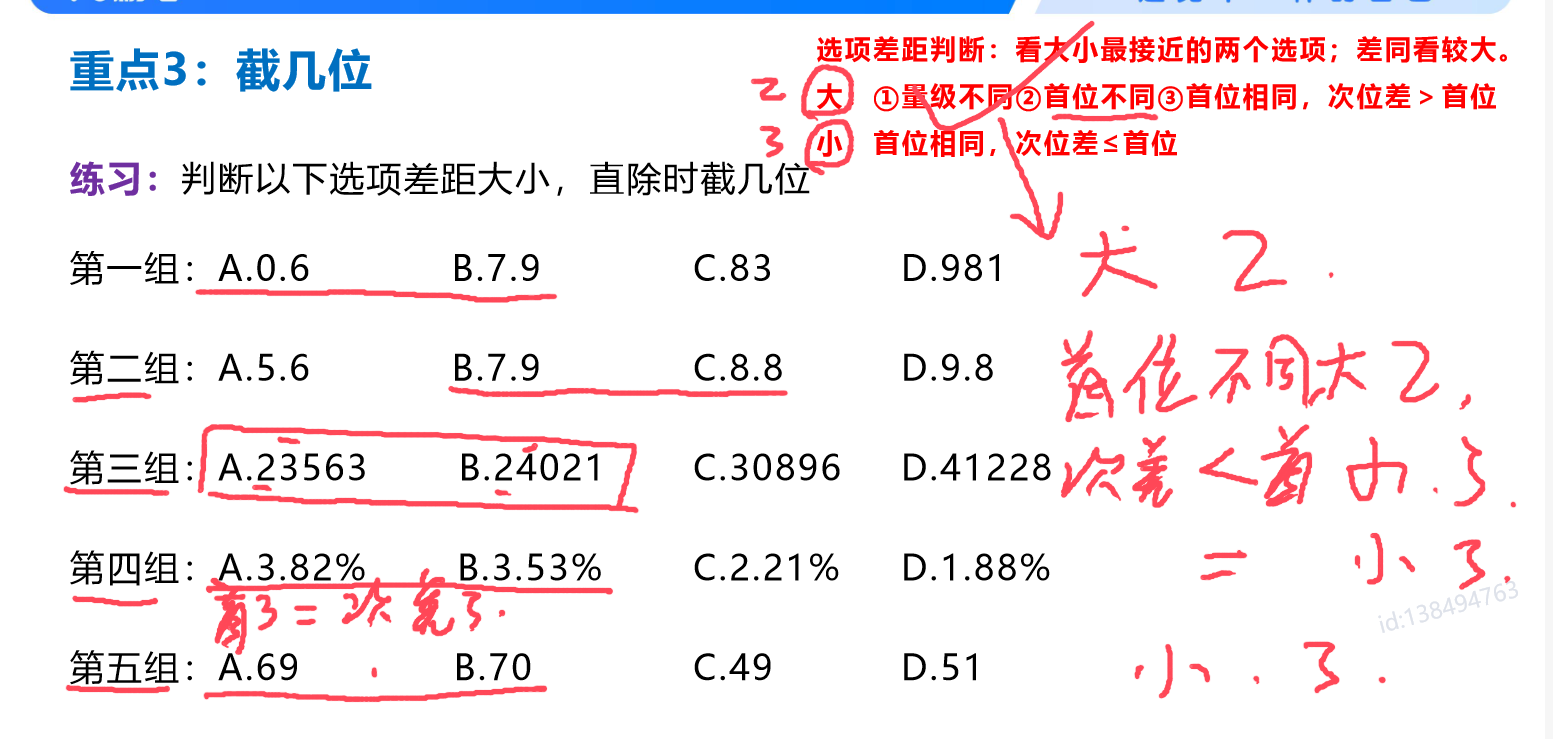 选项差距判断：看大小最接近的两个选项；差同看较大。
重点3：截几位
2 大 ①量级不同②首位不同③首位相同，次位差＞首位
3 小 首位相同，次位差≤首位
练习：判断以下选项差距大小，直除时截几位
第一组：A.0.6 B.7.9 C.83 D.981 大 2.
第二组：A.5.6 B.7.9 C.8.8 D.9.8 首位不同大2,
第三组：A.23563 B.24021 C.30896 D.41228 次差<首 小.3.
第四组：A.3.82% B.3.53% C.2.21% D.1.88% = 小、3.
首3=次差3.
id:138494763
第五组：A.69 B.70 C.49 D.51 小、3.